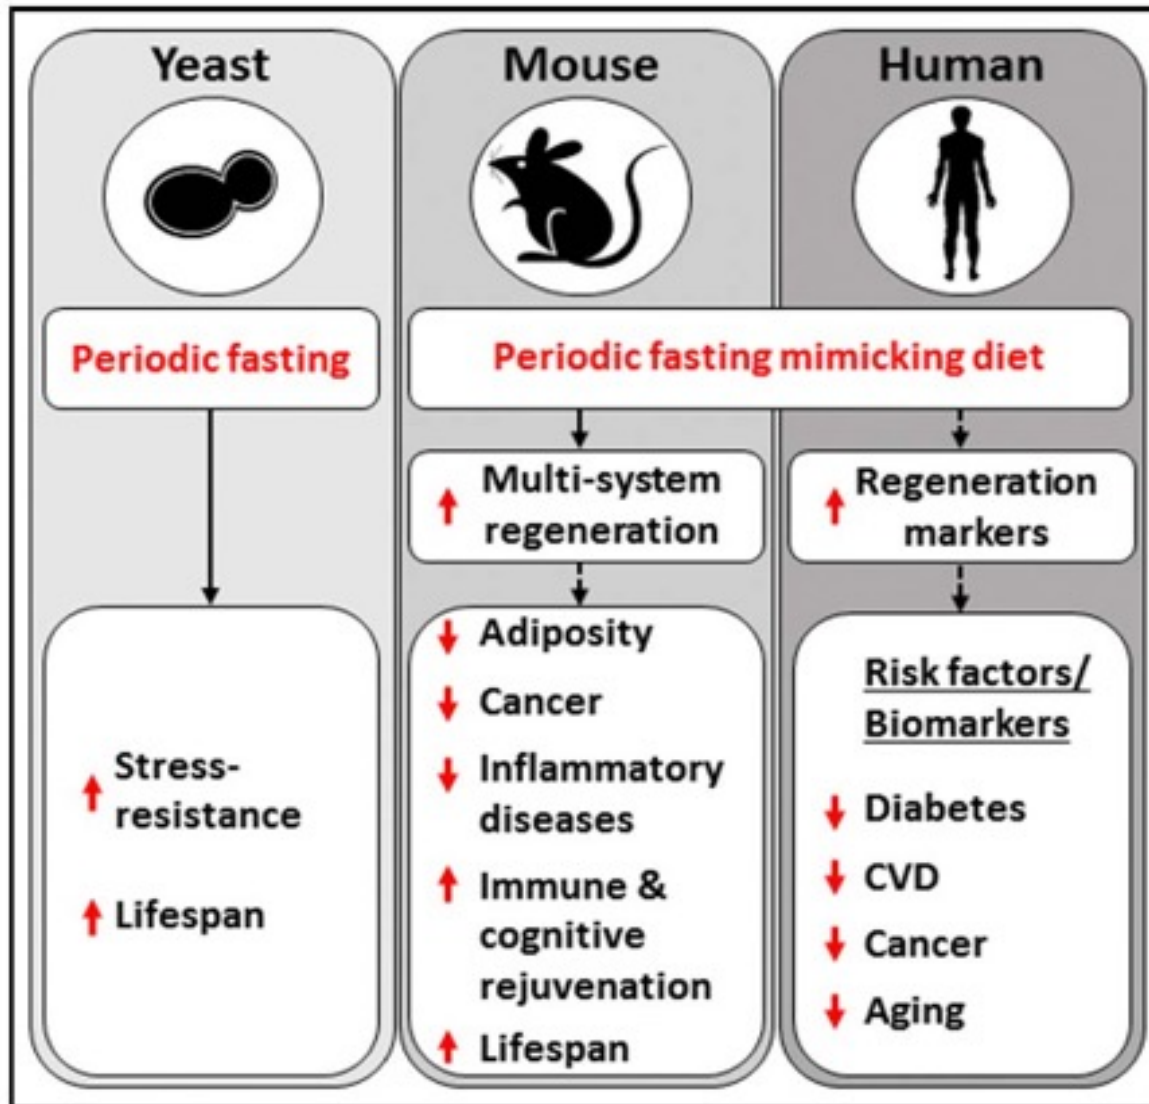 Yeast
Periodic fasting
Stress-
resistance
Lifespan
Mouse
Human
Periodic fasting mimicking diet
Multi-system
regeneration
Adiposity
Cancer
Inflammatory
diseases
Immune &
cognitive
rejuvenation
Lifespan
Regeneration
markers
Risk factors/
Biomarkers
Diabetes
CVD
Cancer
Aging